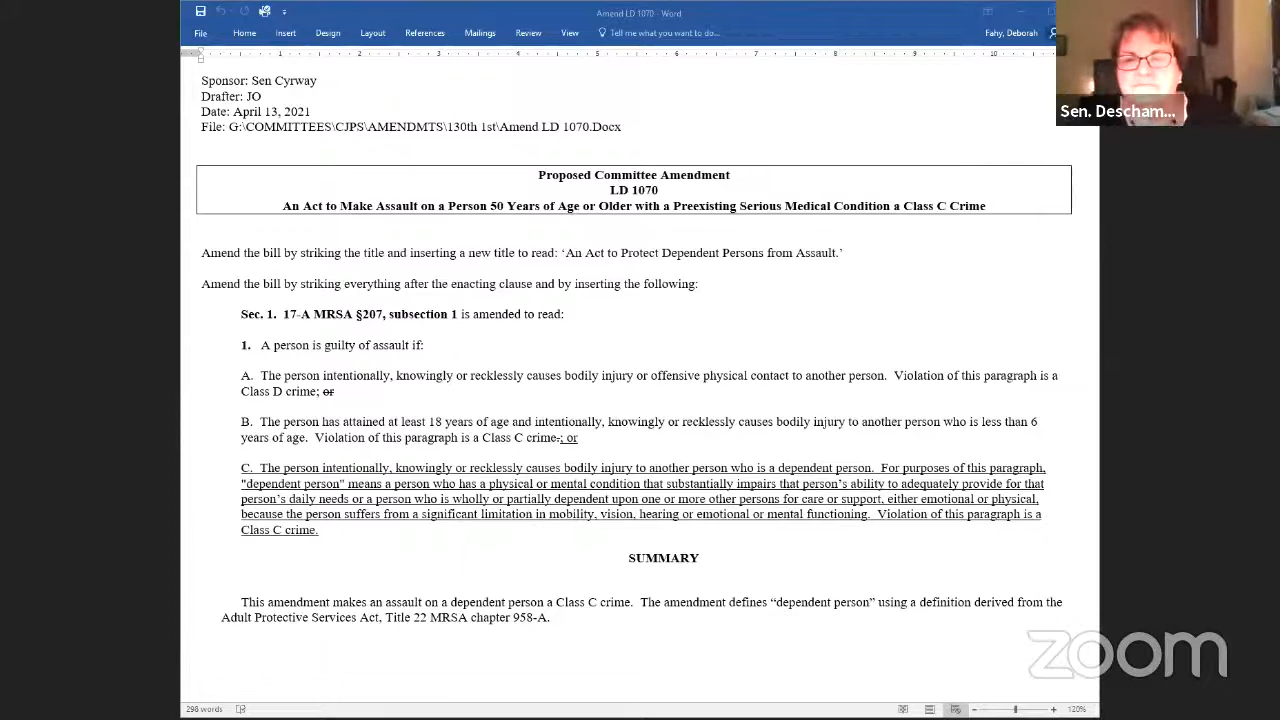 Amend LD 1070 - Word
File Home Insert Design Layout References Mailings Review View Tell me what you want to do... Fahy, Deborah
1 2 3 4 5 6 7 8 9 10
Sponsor: Sen Cyrway
Drafter: JO
Date: April 13, 2021
File: G:\COMMITTEES\CJPS\AMENDMTS\130th 1st\Amend LD 1070.Docx
Sen. Descham...
Proposed Committee Amendment
LD 1070
An Act to Make Assault on a Person 50 Years of Age or Older with a Preexisting Serious Medical Condition a Class C Crime
Amend the bill by striking the title and inserting a new title to read: ‘An Act to Protect Dependent Persons from Assault.’
Amend the bill by striking everything after the enacting clause and by inserting the following:
Sec. 1. 17-A MRSA §207, subsection 1 is amended to read:
1. A person is guilty of assault if:
A. The person intentionally, knowingly or recklessly causes bodily injury or offensive physical contact to another person. Violation of this paragraph is a
Class D crime; or
B. The person has attained at least 18 years of age and intentionally, knowingly or recklessly causes bodily injury to another person who is less than 6
years of age. Violation of this paragraph is a Class C crime.; or
C. The person intentionally, knowingly or recklessly causes bodily injury to another person who is a dependent person. For purposes of this paragraph,
"dependent person" means a person who has a physical or mental condition that substantially impairs that person’s ability to adequately provide for that
person’s daily needs or a person who is wholly or partially dependent upon one or more other persons for care or support, either emotional or physical,
because the person suffers from a significant limitation in mobility, vision, hearing or emotional or mental functioning. Violation of this paragraph is a
Class C crime.
SUMMARY
This amendment makes an assault on a dependent person a Class C crime. The amendment defines “dependent person” using a definition derived from the
Adult Protective Services Act, Title 22 MRSA chapter 958-A.
zoom
298 words 120%